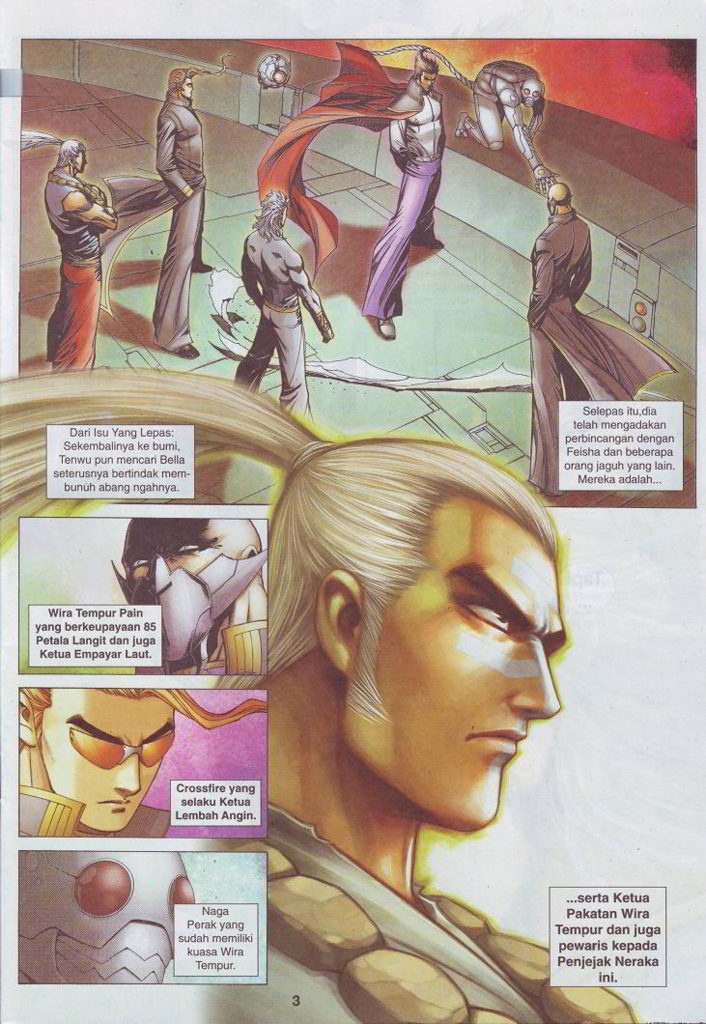 Dari Isu Yang Lepas:
Sekembalinya ke bumi,
Tenwu pun mencari Bella
seterusnya bertindak mem-
bunuh abang ngahnya.
Selepas itu,dia
telah mengadakan
perbincangan dengan
Feisha dan beberapa
orang jaguh yang lain.
Mereka adalah...
Wira Tempur Pain
yang berkeupayaan 85
Petala Langit dan juga
Ketua Empayar Laut.
Crossfire yang
selaku Ketua
Lembah Angin.
Naga
Perak yang
sudah memiliki
kuasa Wira
Tempur.
...serta Ketua
Pakatan Wira
Tempur dan juga
pewaris kepada
Penjejak Neraka
ini.
3